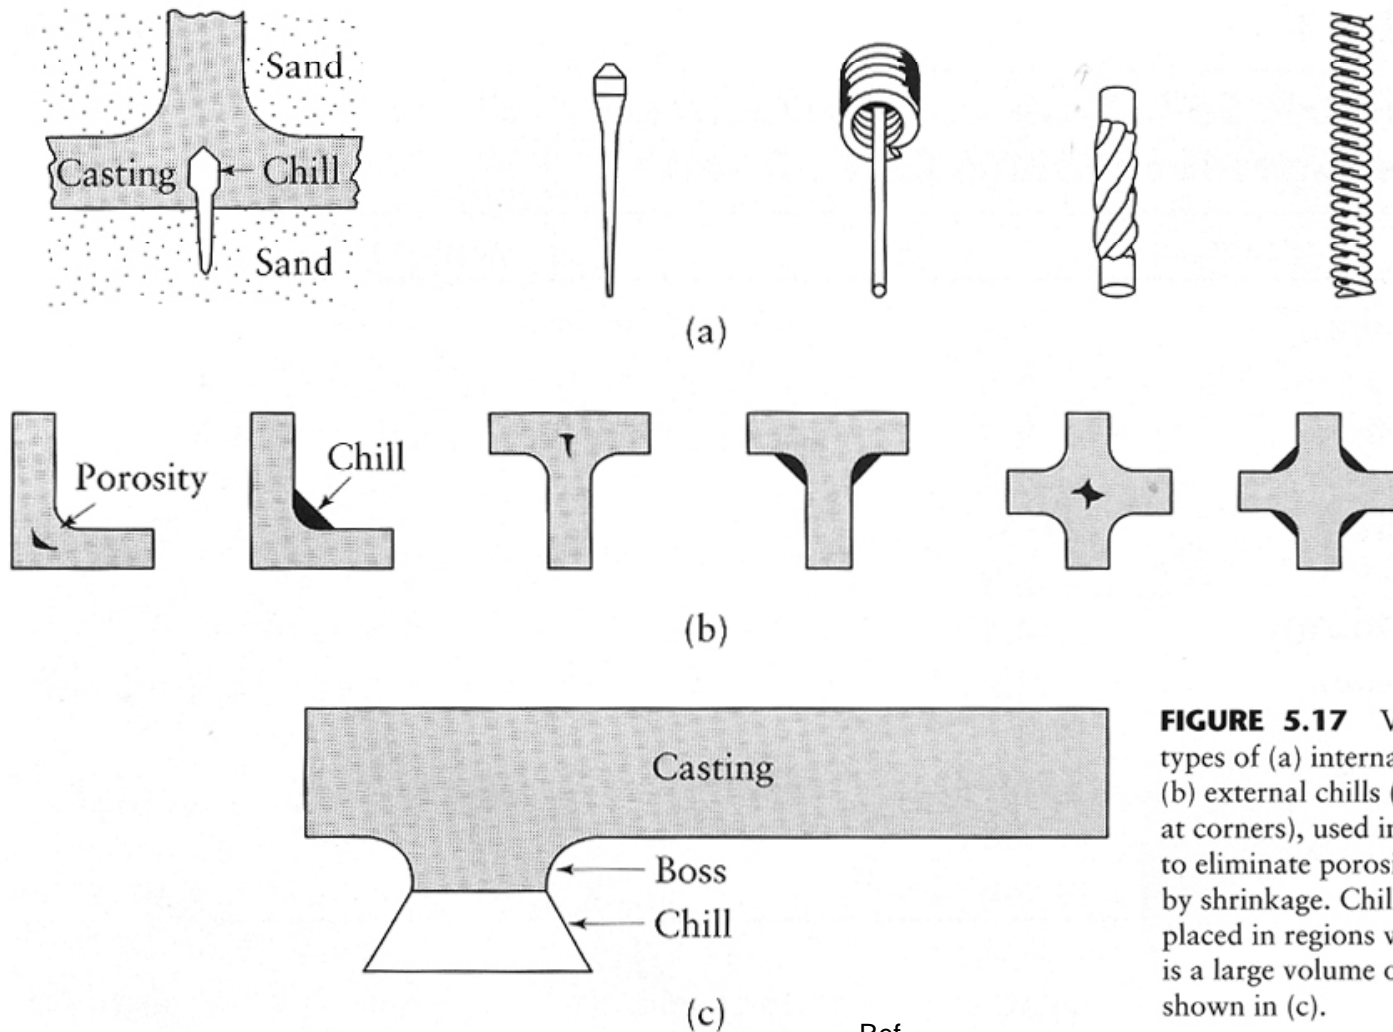 Sand
Casting
Chill
Sand
(a)
Porosity
Chill
(b)
Casting
Boss
Chill
(c)
FIGURE 5.17
types of (a)
(b) external chills
at corners), used
to eliminate
by shrinkage.
placed in regions
is a large volume
shown in (c).